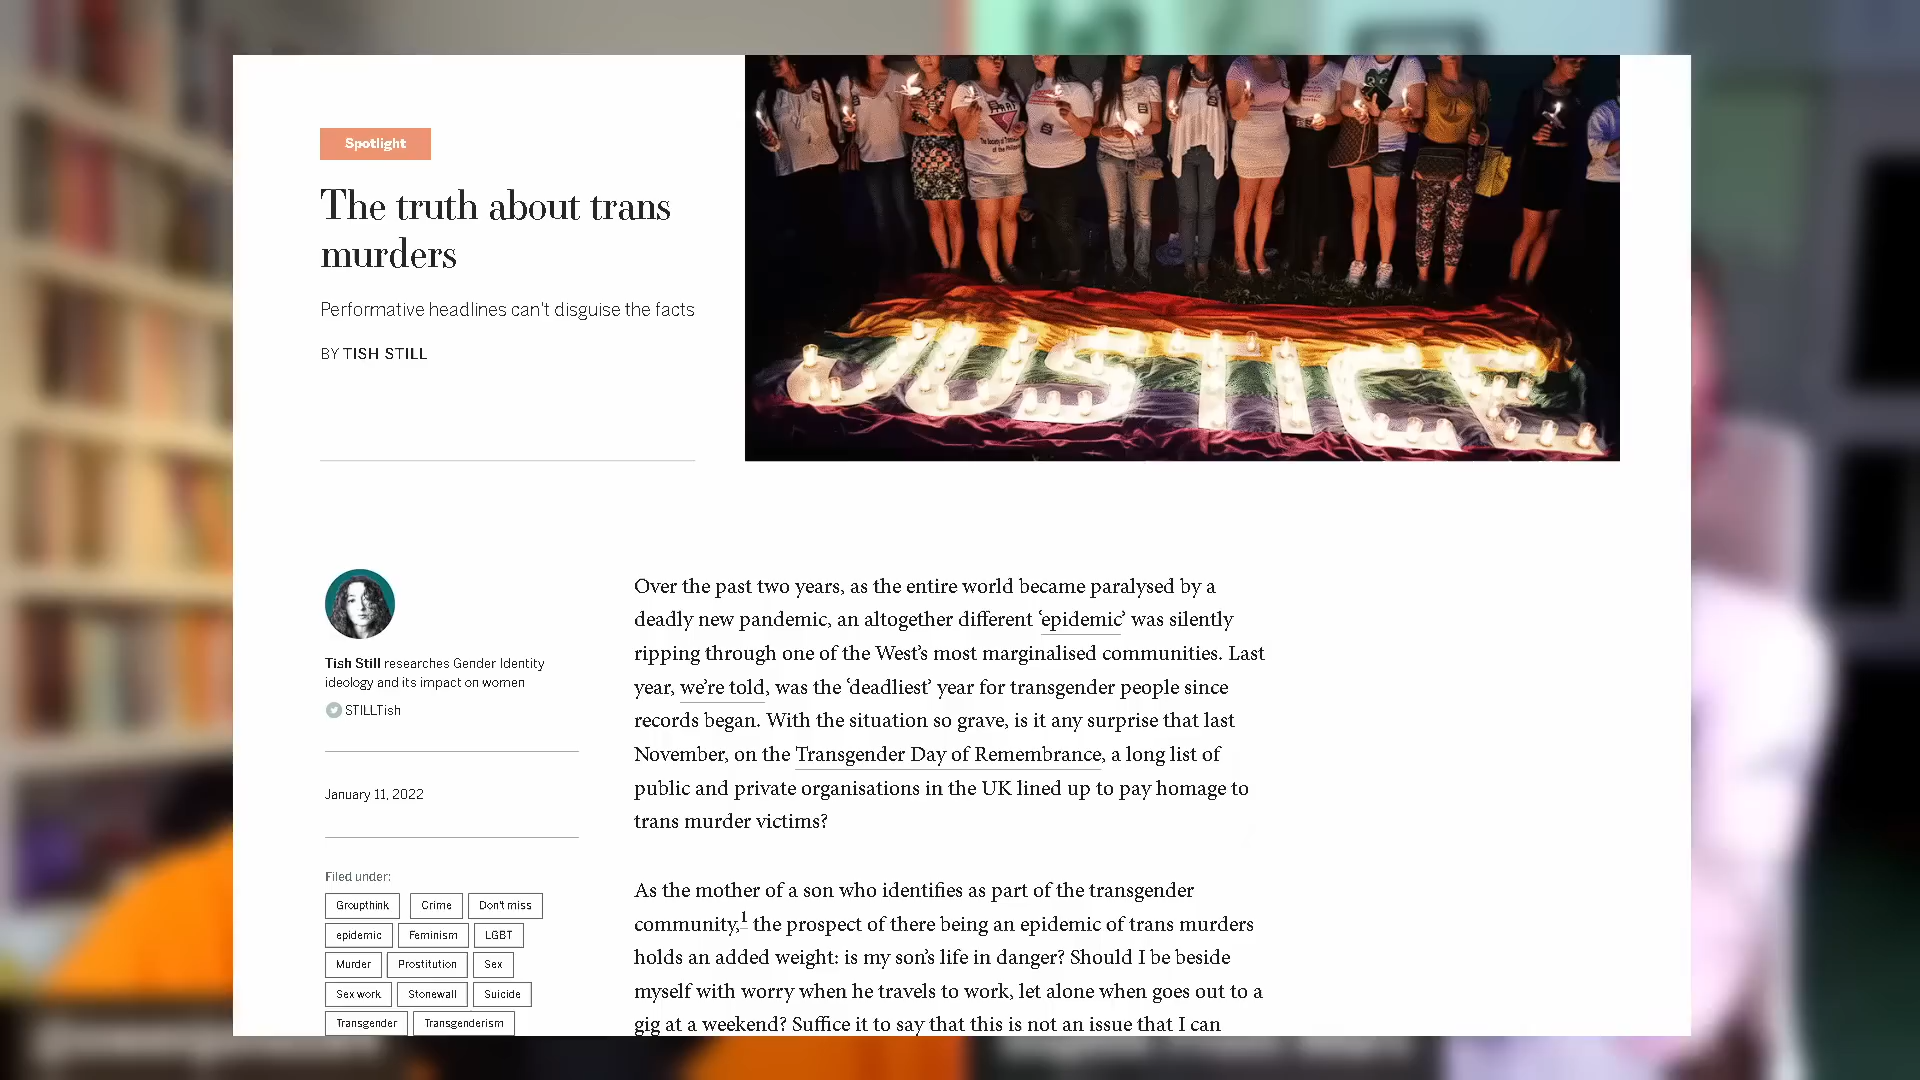 Spotlight
The truth about trans
murders
Performative headlines can't disguise the facts
BY TISH STILL
JUSTICE
Tish Still researches Gender Identity
ideology and its impact on women
STILLTish
January 11, 2022
Filed under:
Groupthink Crime Don't miss
epidemic Feminism LGBT
Murder Prostitution Sex
Sex work Stonewall Suicide
Transgender Transgenderism
Over the past two years, as the entire world became paralysed by a
deadly new pandemic, an altogether different ‘epidemic’ was silently
ripping through one of the West’s most marginalised communities. Last
year, we’re told, was the ‘deadliest’ year for transgender people since
records began. With the situation so grave, is it any surprise that last
November, on the Transgender Day of Remembrance, a long list of
public and private organisations in the UK lined up to pay homage to
trans murder victims?
As the mother of a son who identifies as part of the transgender
community,1 the prospect of there being an epidemic of trans murders
holds an added weight: is my son’s life in danger? Should I be beside
myself with worry when he travels to work, let alone when goes out to a
gig at a weekend? Suffice it to say that this is not an issue that I can